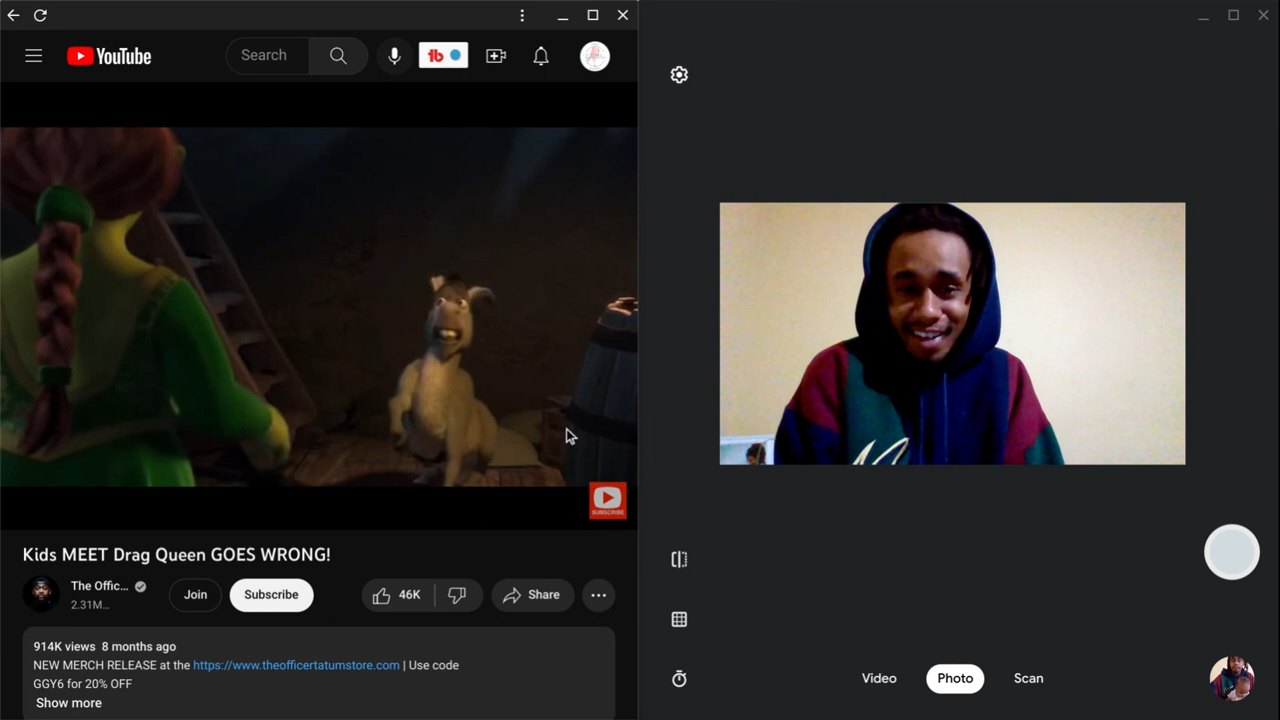 YouTube
Search
tb
SUBSCRIBE
Kids MEET Drag Queen GOES WRONG!
The Offic...
2.31M...
Join
Subscribe
46K
Share
914K views 8 months ago
NEW MERCH RELEASE at the https://www.theofficertatumstore.com | Use code
GGY6 for 20% OFF
Show more
Video
Photo
Scan